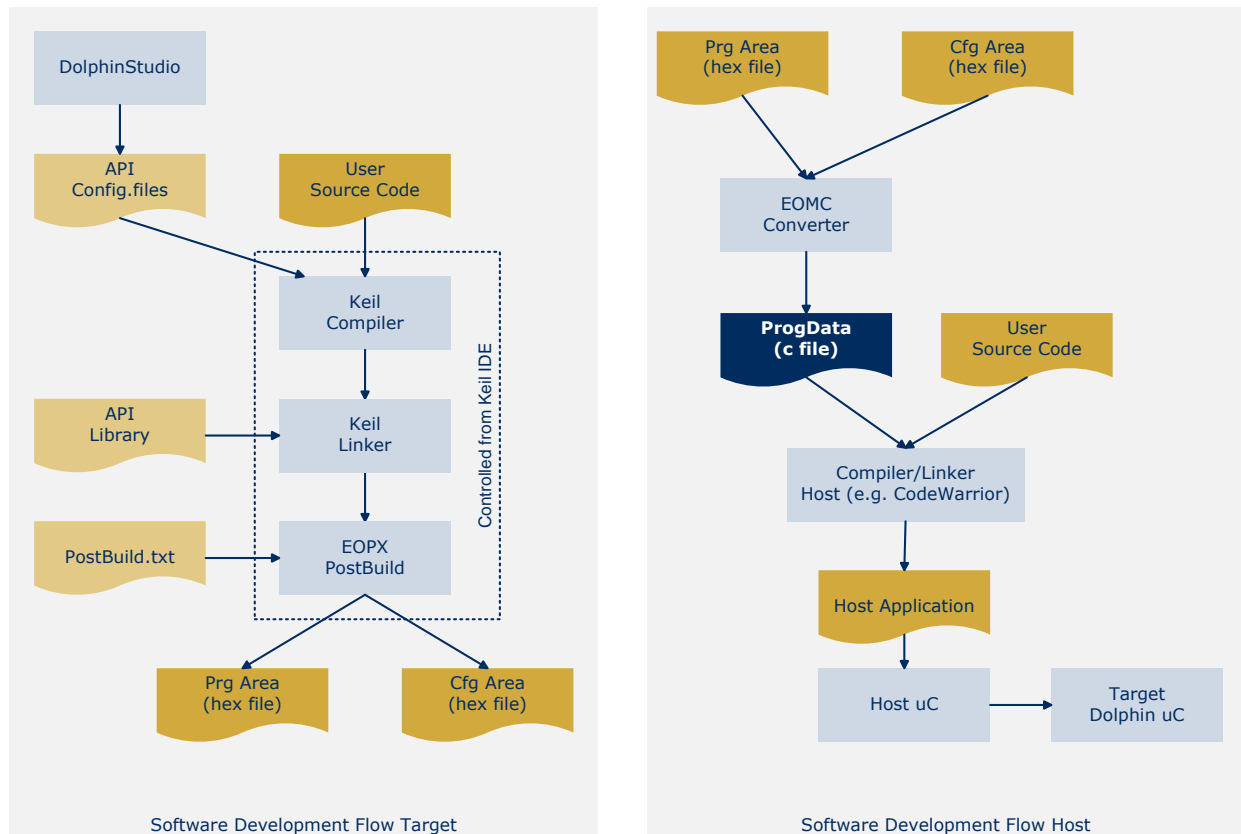 DolphinStudio
API
Config.files
User
Source Code
Keil
Compiler
API
Library
Keil
Linker
Controlled from Keil IDE
PostBuild.txt
EOPX
PostBuild
Prg Area
(hex file)
Cfg Area
(hex file)
Software Development Flow Target
Prg Area
(hex file)
Cfg Area
(hex file)
EOMC
Converter
ProgData
(c file)
User
Source Code
Compiler/Linker
Host (e.g. CodeWarrior)
Host Application
Host uC
Target
Dolphin uC
Software Development Flow Host